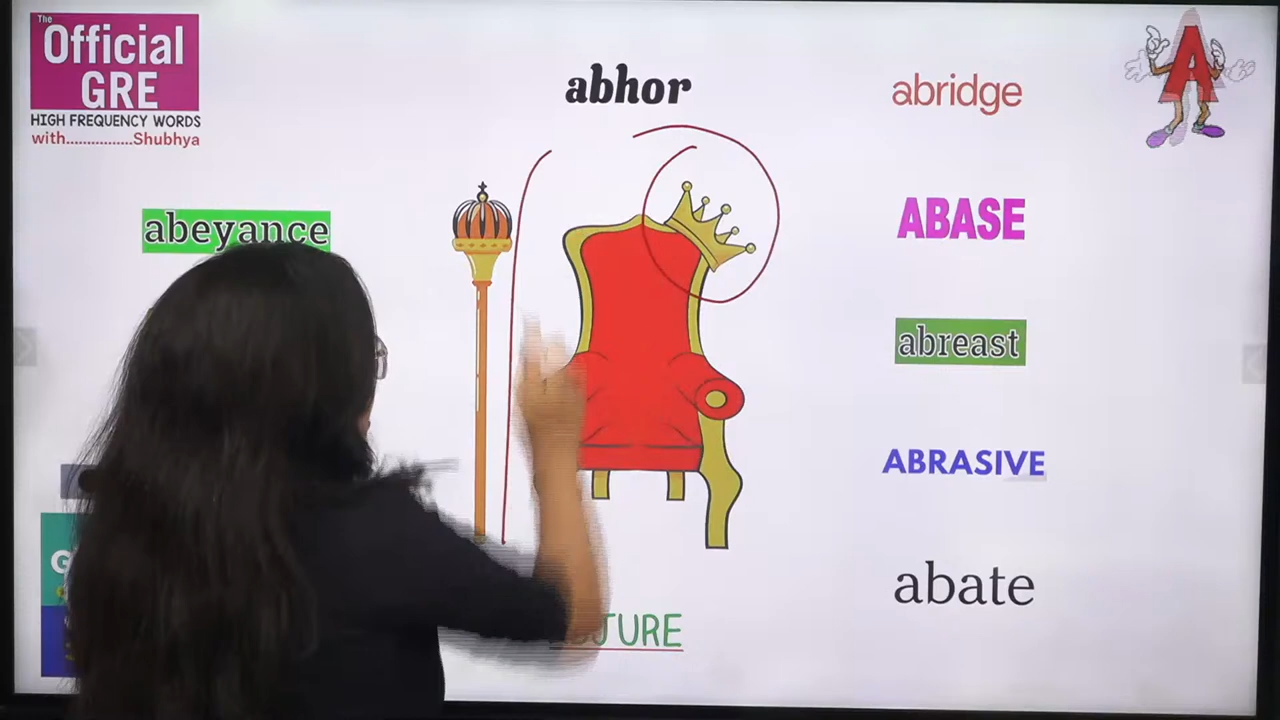 The
Official
GRE
HIGH FREQUENCY WORDS
with.................Shubhya
abhor
abridge
abeyance
ABASE
abreast
ABRASIVE
abate